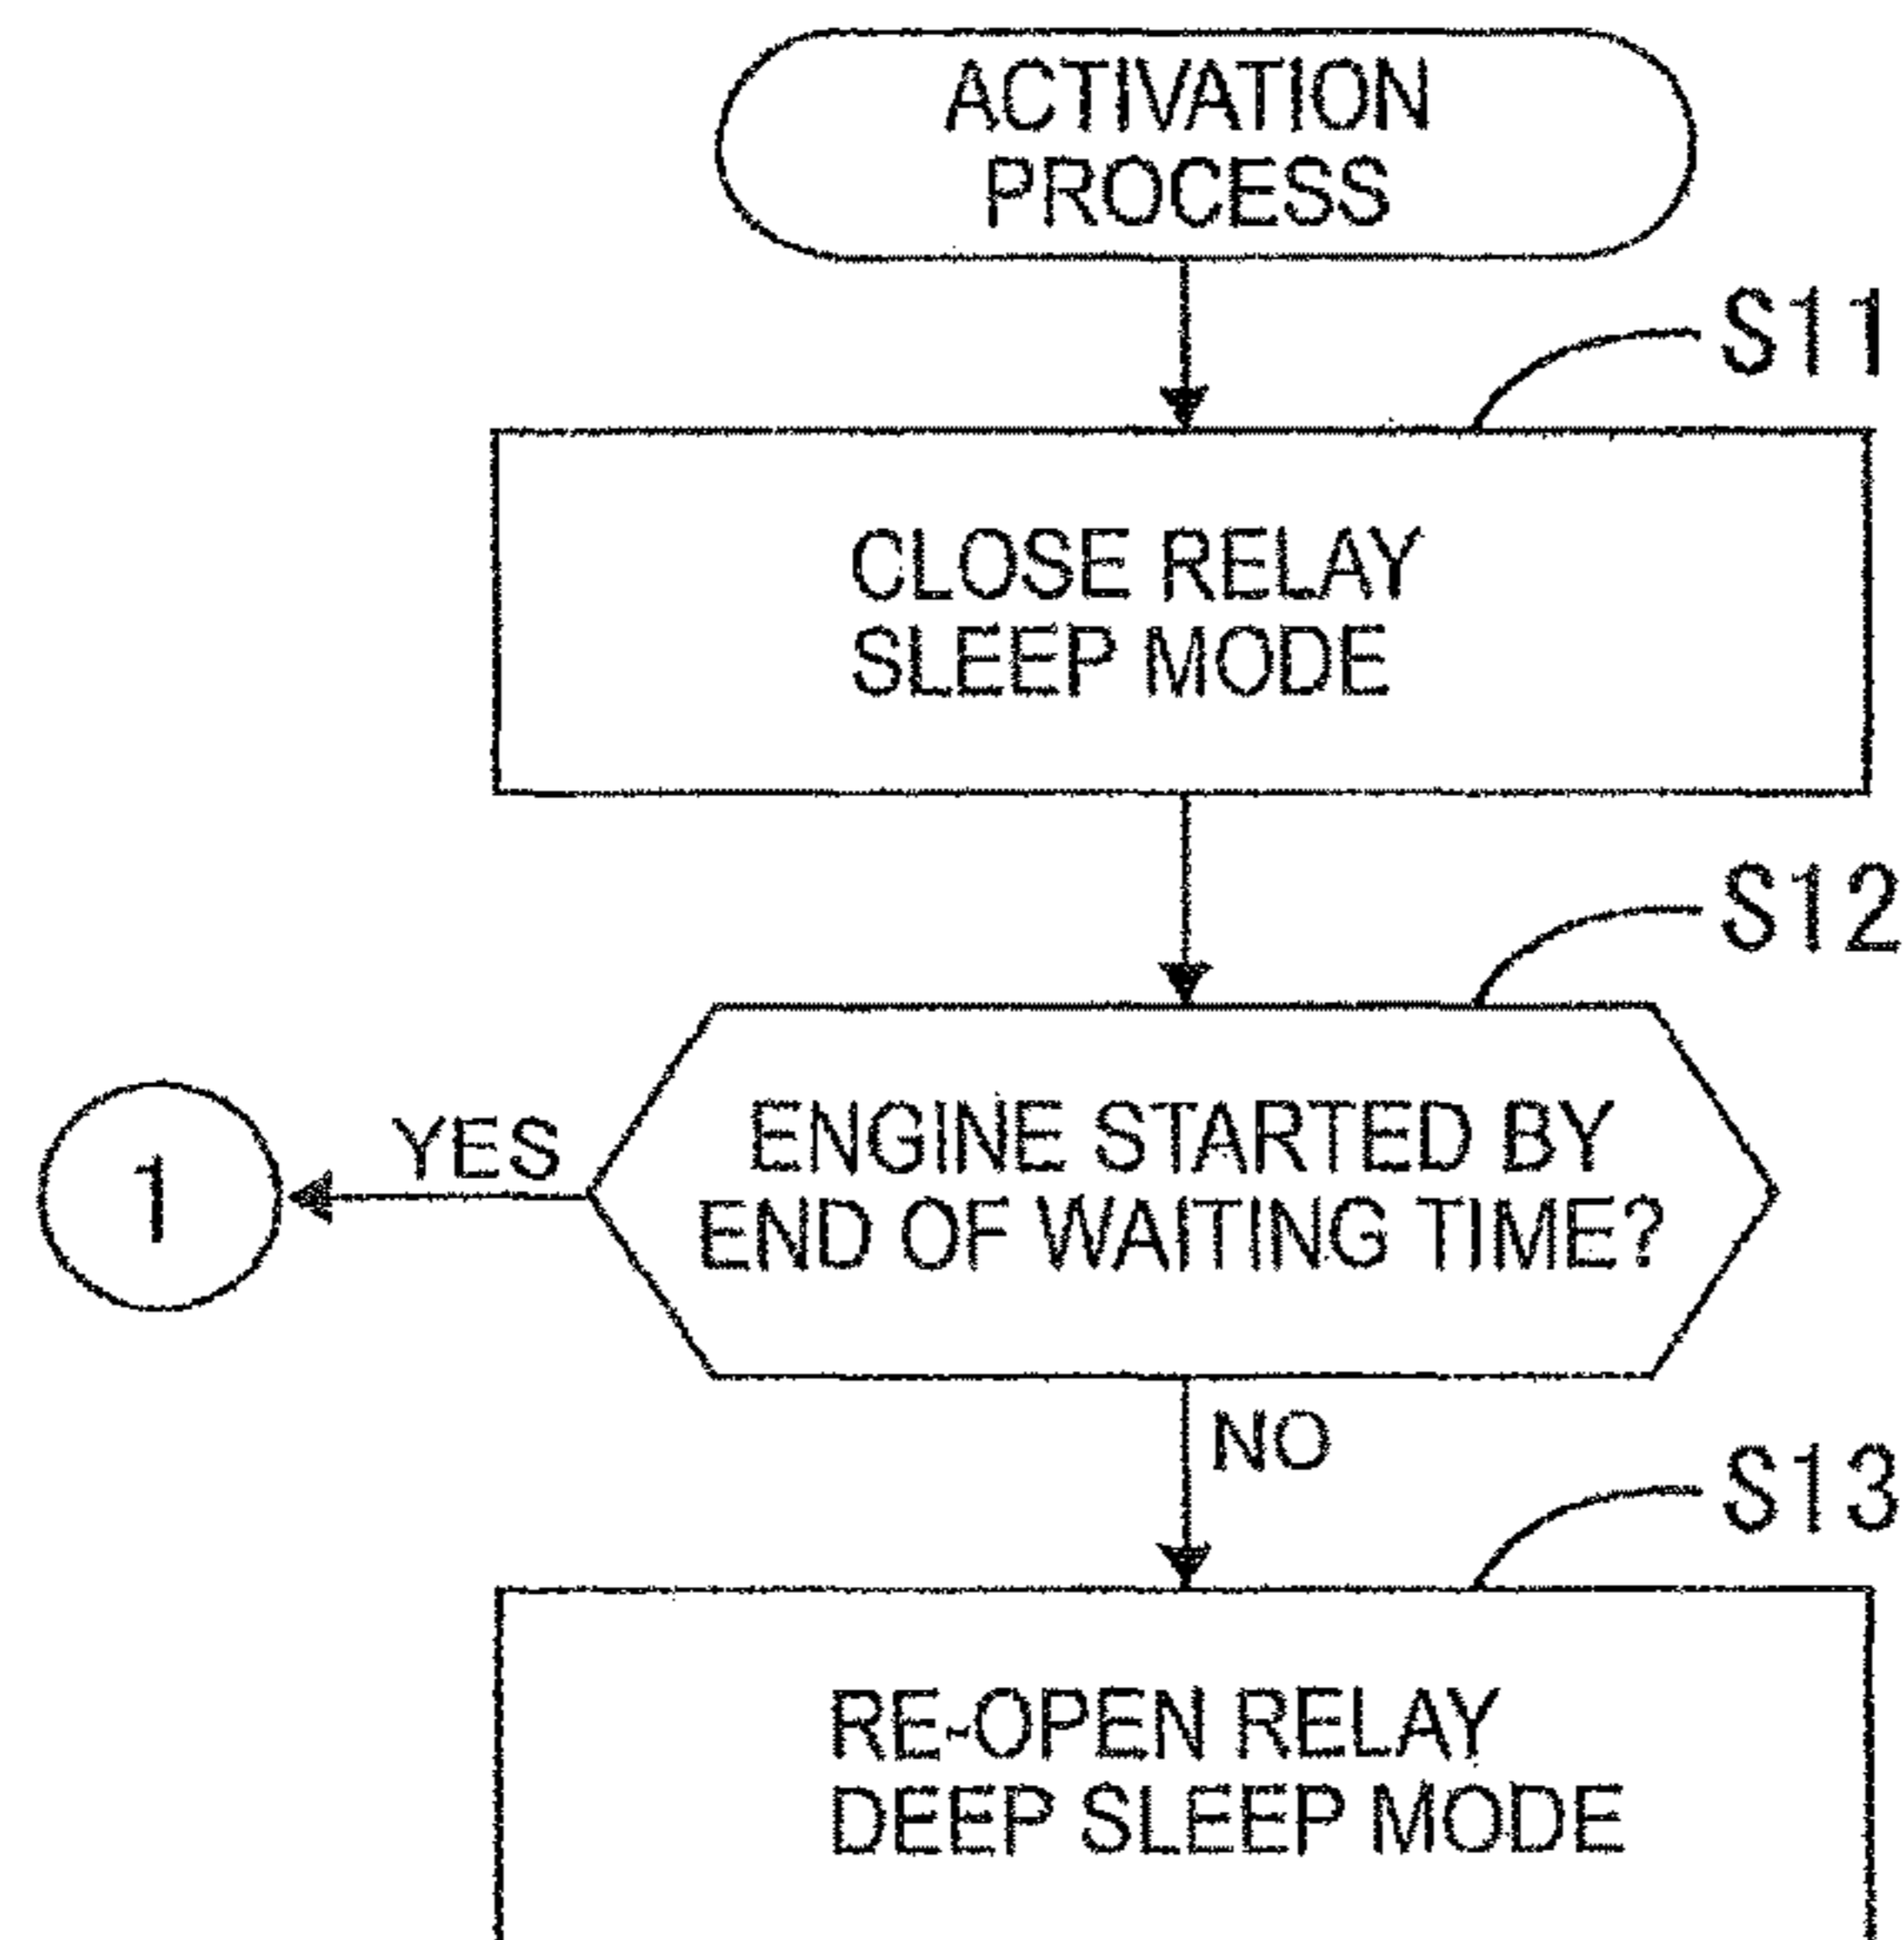 ACTIVATION
PROCESS
S11
CLOSE RELAY
SLEEP MODE
S12
ENGINE STARTED BY
END OF WAITING TIME?
YES
1
NO
S13
RE-OPEN RELAY
DEEP SLEEP MODE